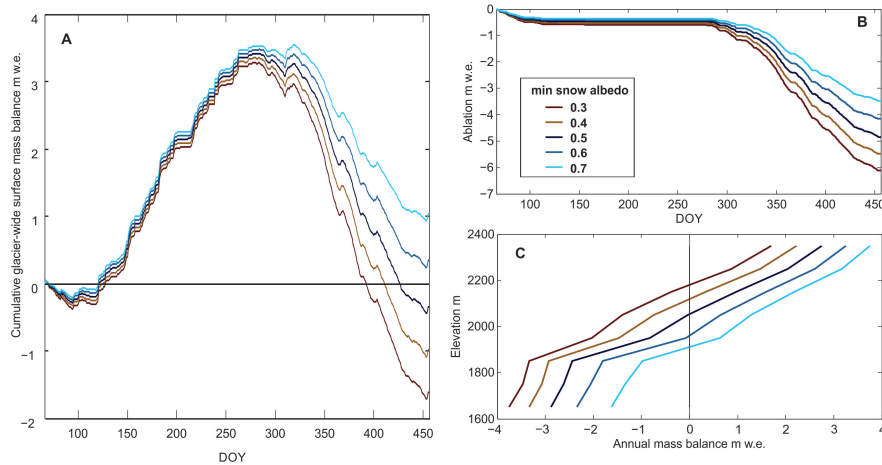 A
Cumulative glacier-wide surface mass balance m w.e.
4
3
2
1
0
−1
−2
100 150 200 250 300 350 400 450
DOY
B
Ablation m w.e.
0
−1
−2
−3
−4
−5
−6
−7
min snow albedo
0.3
0.4
0.5
0.6
0.7
100 150 200 250 300 350 400 450
DOY
C
Elevation m
2400
2200
2000
1800
1600
−4 −3 −2 −1 0 1 2 3 4
Annual mass balance m w.e.